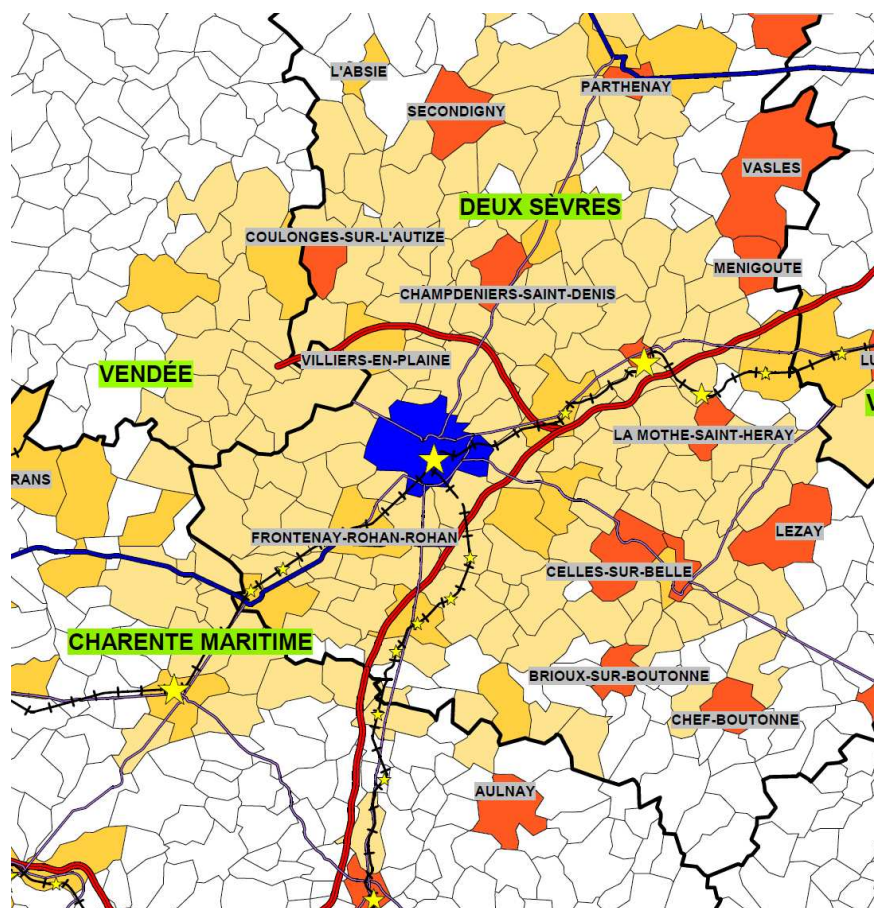 L'ABSIE
PARTHENAY
SECONDIGNY
VASLES
DEUX SÈVRES
COULONGES-SUR-L'AUTIZE
MENIGOUTE
CHAMPDENIERS-SAINT-DENIS
VILLIERS-EN-PLAINE
LU
VENDÉE
V
LA MOTHE-SAINT-HERAY
RANS
LEZAY
FRONTENAY-ROHAN-ROHAN
CELLES-SUR-BELLE
CHARENTE MARITIME
BRIOUX-SUR-BOUTONNE
CHEF-BOUTONNE
AULNAY